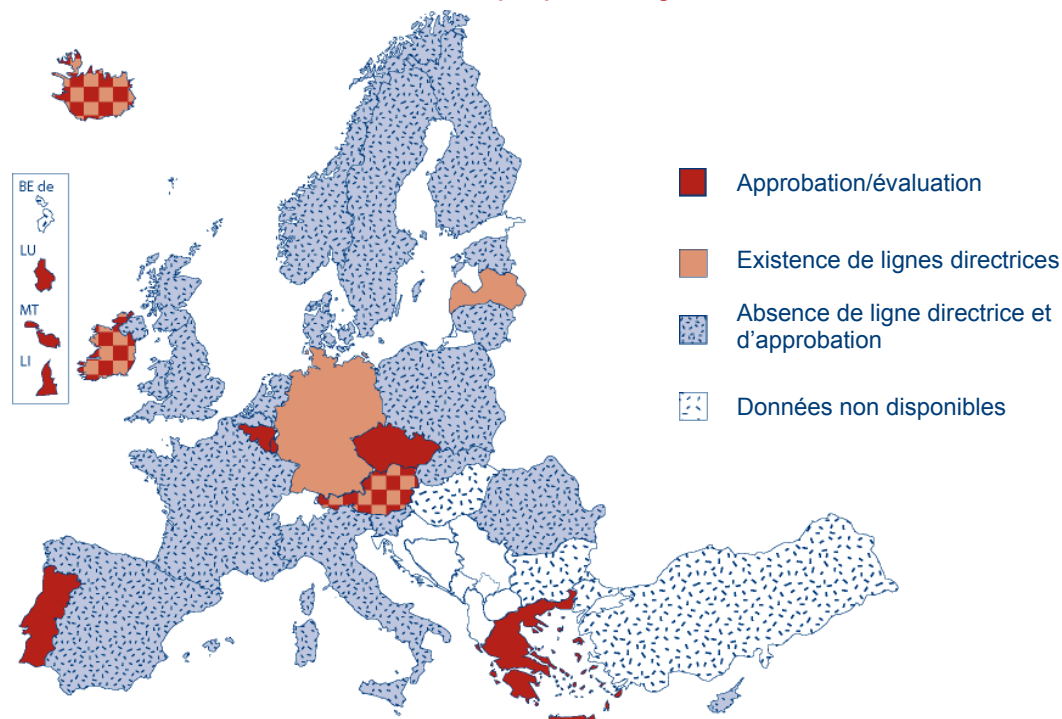 BE de
LU
MT
LI
Approbation/évaluation
Existence de lignes directrices
Absence de ligne directrice et
d’approbation
Données non disponibles